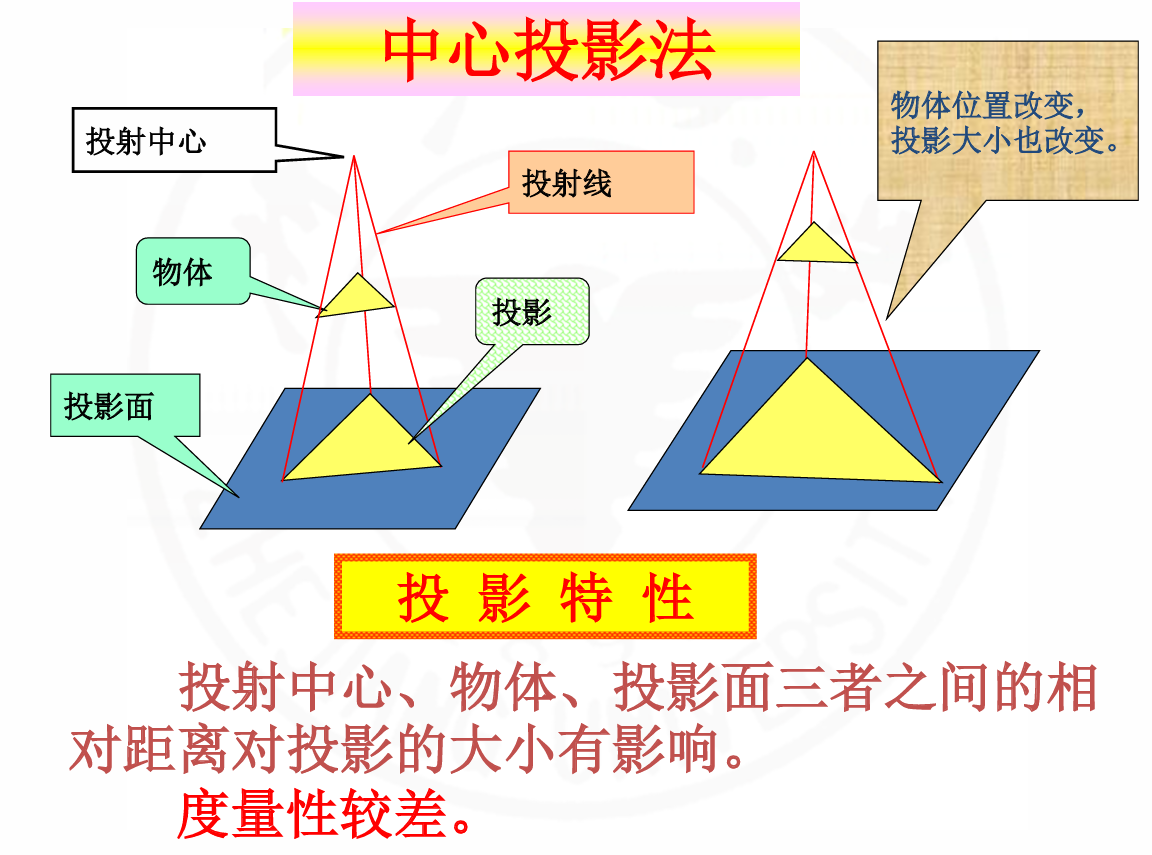 中心投影法
投射中心
物体位置改变，
投影大小也改变。
投射线
物体
投影
投影面
投 影 特 性
投射中心、物体、投影面三者之间的相
对距离对投影的大小有影响。
度量性较差。